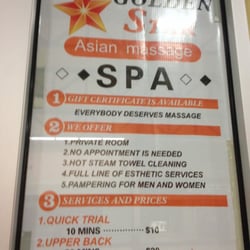 GOLDEN
STAR
Asian massage
SPA
1 GIFT CERTIFICATE IS AVAILABLE
EVERYBODY DESERVES MASSAGE
2 WE OFFER
1.PRIVATE ROOM
2.NO APPOINTMENT IS NEEDED
3.HOT STEAM TOWEL CLEANING
4.FULL LINE OF ESTHETIC SERVICES
5.PAMPERING FOR MEN AND WOMEN
3 SERVICES AND PRICES
1.QUICK TRIAL
10 MINS ............... $10
2.UPPER BACK